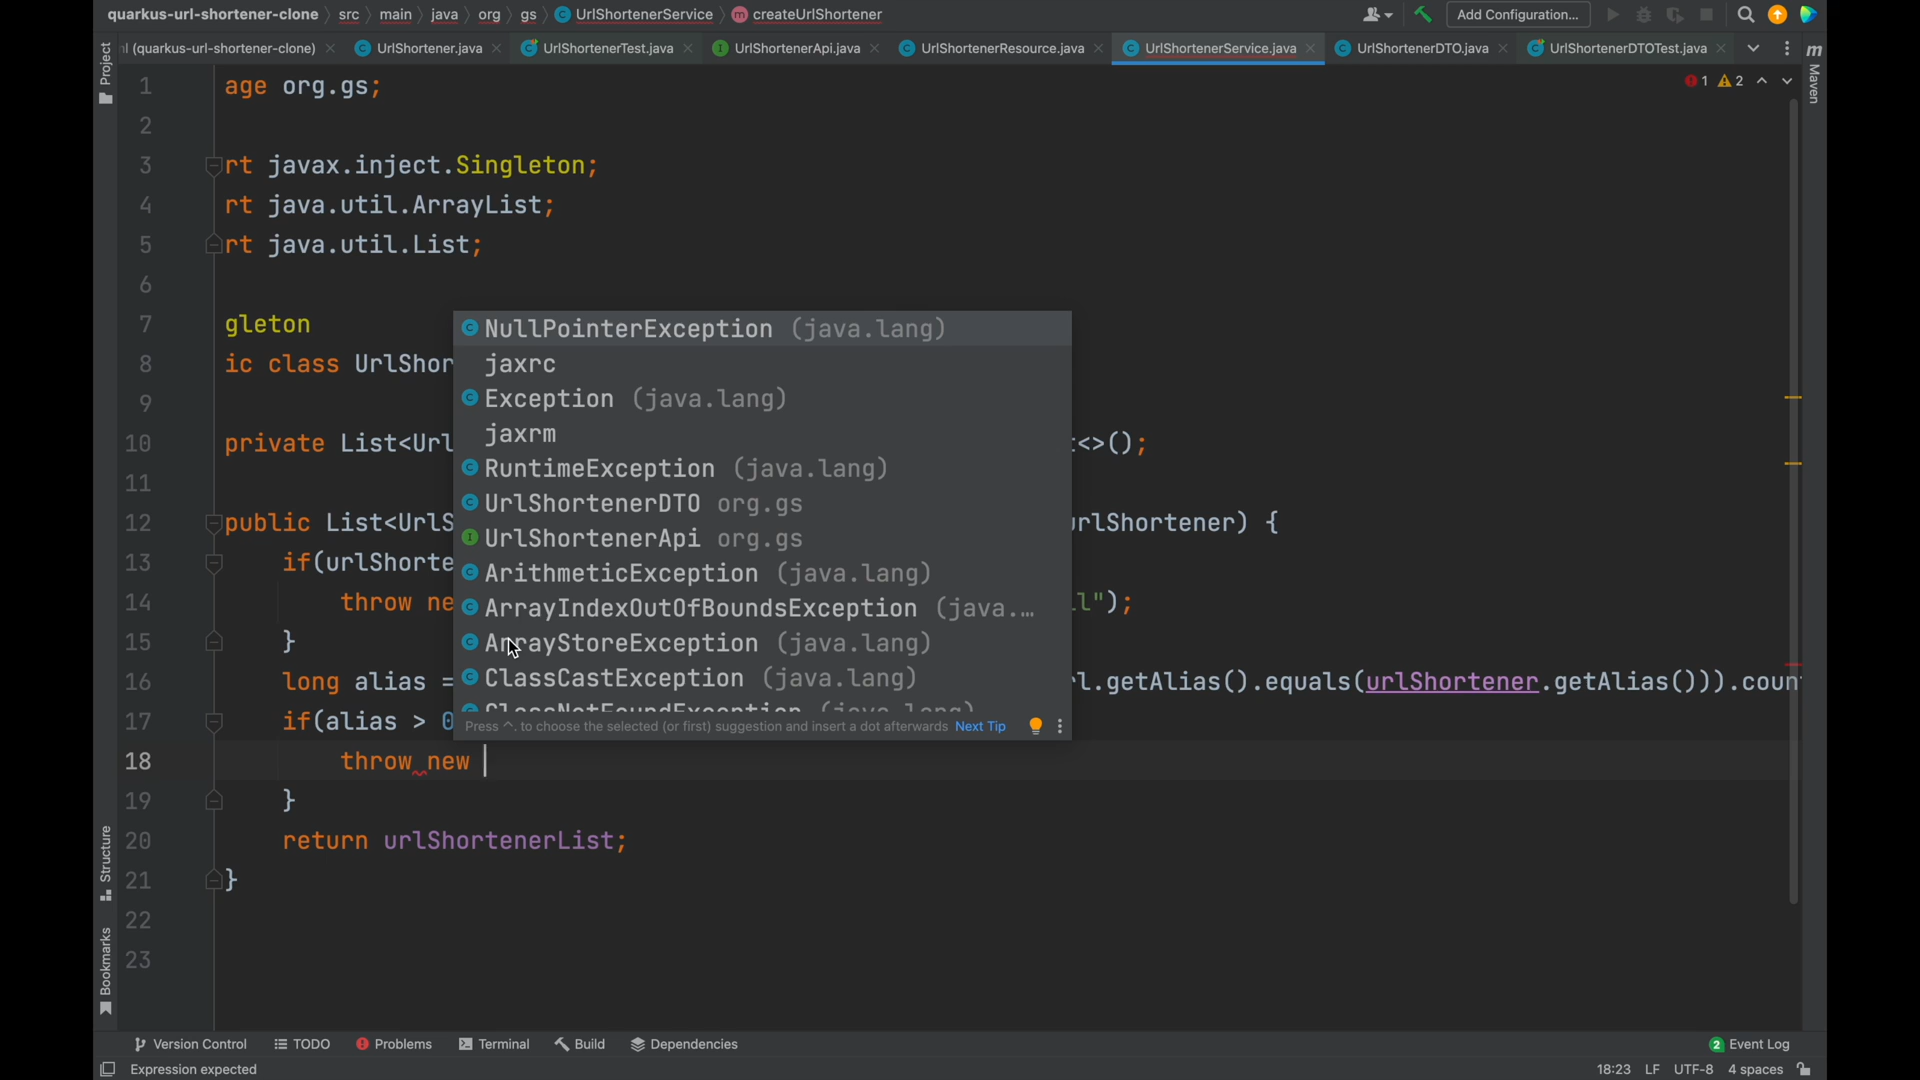 quarkus-url-shortener-clone src main java org gs UrlShortenerService createUrlShortener Add Configuration...
(quarkus-url-shortener-clone) UrlShortener.java UrlShortenerTest.java UrlShortenerApi.java UrlShortenerResource.java UrlShortenerService.java UrlShortenerDTO.java UrlShortenerDTOTest.java
Project
Maven
1 2
1 age org.gs;
2
3 rt javax.inject.Singleton;
4 rt java.util.ArrayList;
5 rt java.util.List;
6
7 gleton
8 ic class UrlShor
9
10 private List<Url t<>();
11
12 public List<UrlS urlShortener) {
13 if(urlShorte
14 throw ne ll");
15 }
16 long alias = rl.getAlias().equals(urlShortener.getAlias())).coun
17 if(alias > 0
18 throw new
19 }
20 return urlShortenerList;
21 }
22
23
NullPointerException (java.lang)
jaxrc
Exception (java.lang)
jaxrm
RuntimeException (java.lang)
UrlShortenerDTO org.gs
UrlShortenerApi org.gs
ArithmeticException (java.lang)
ArrayIndexOutOfBoundsException (java.…
ArrayStoreException (java.lang)
ClassCastException (java.lang)
ClassNotFoundException (java.lang)
Press ^. to choose the selected (or first) suggestion and insert a dot afterwards Next Tip
Structure
Bookmarks
Version Control TODO Problems Terminal Build Dependencies 2 Event Log
Expression expected 18:23 LF UTF-8 4 spaces